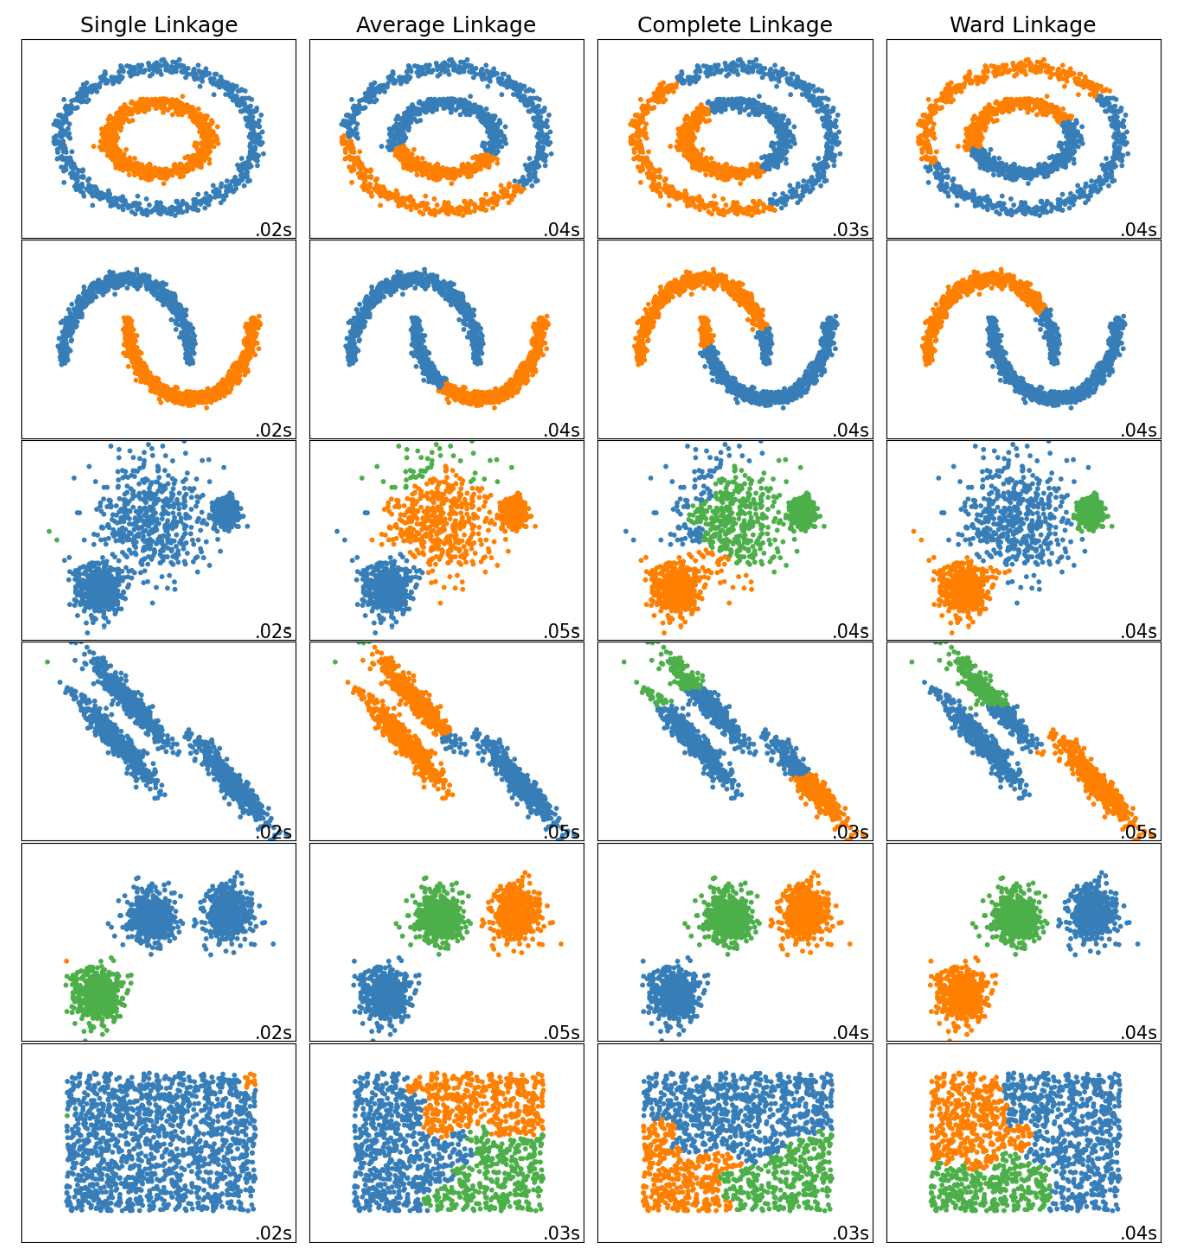 Single Linkage Average Linkage Complete Linkage Ward Linkage
.02s .04s .03s .04s
.02s .04s .04s .04s
.02s .05s .04s .04s
.02s .05s .03s .05s
.02s .05s .04s .04s
.02s .03s .03s .04s